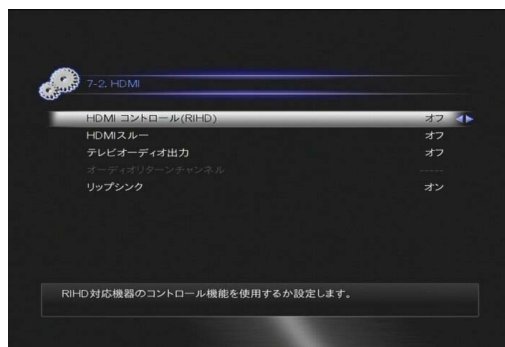 7-2. HDMI
HDMI コントロール(RIHD) オフ
HDMIスルー オフ
テレビオーディオ出力 オフ
オーディオリターンチャンネル -----
リップシンク オン
RIHD対応機器のコントロール機能を使用するか設定します。